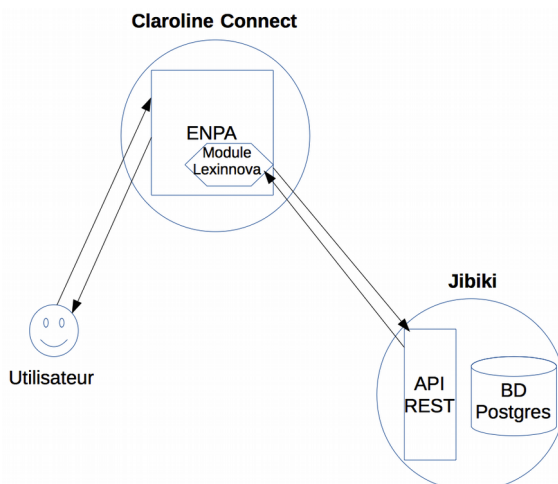 Claroline Connect
ENPA
Module
Lexinnova
Utilisateur
Jibiki
API
REST
BD
Postgres